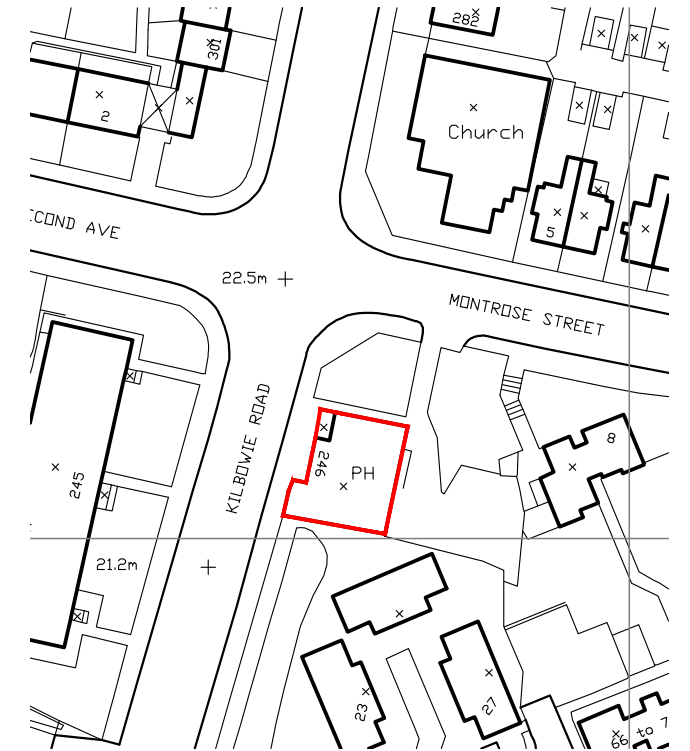 282
301
2
Church
5
ECOND AVE
22.5m
MONTROSE STREET
KILBOWIE ROAD
8
246
PH
245
21.2m
23
27
66 to 7